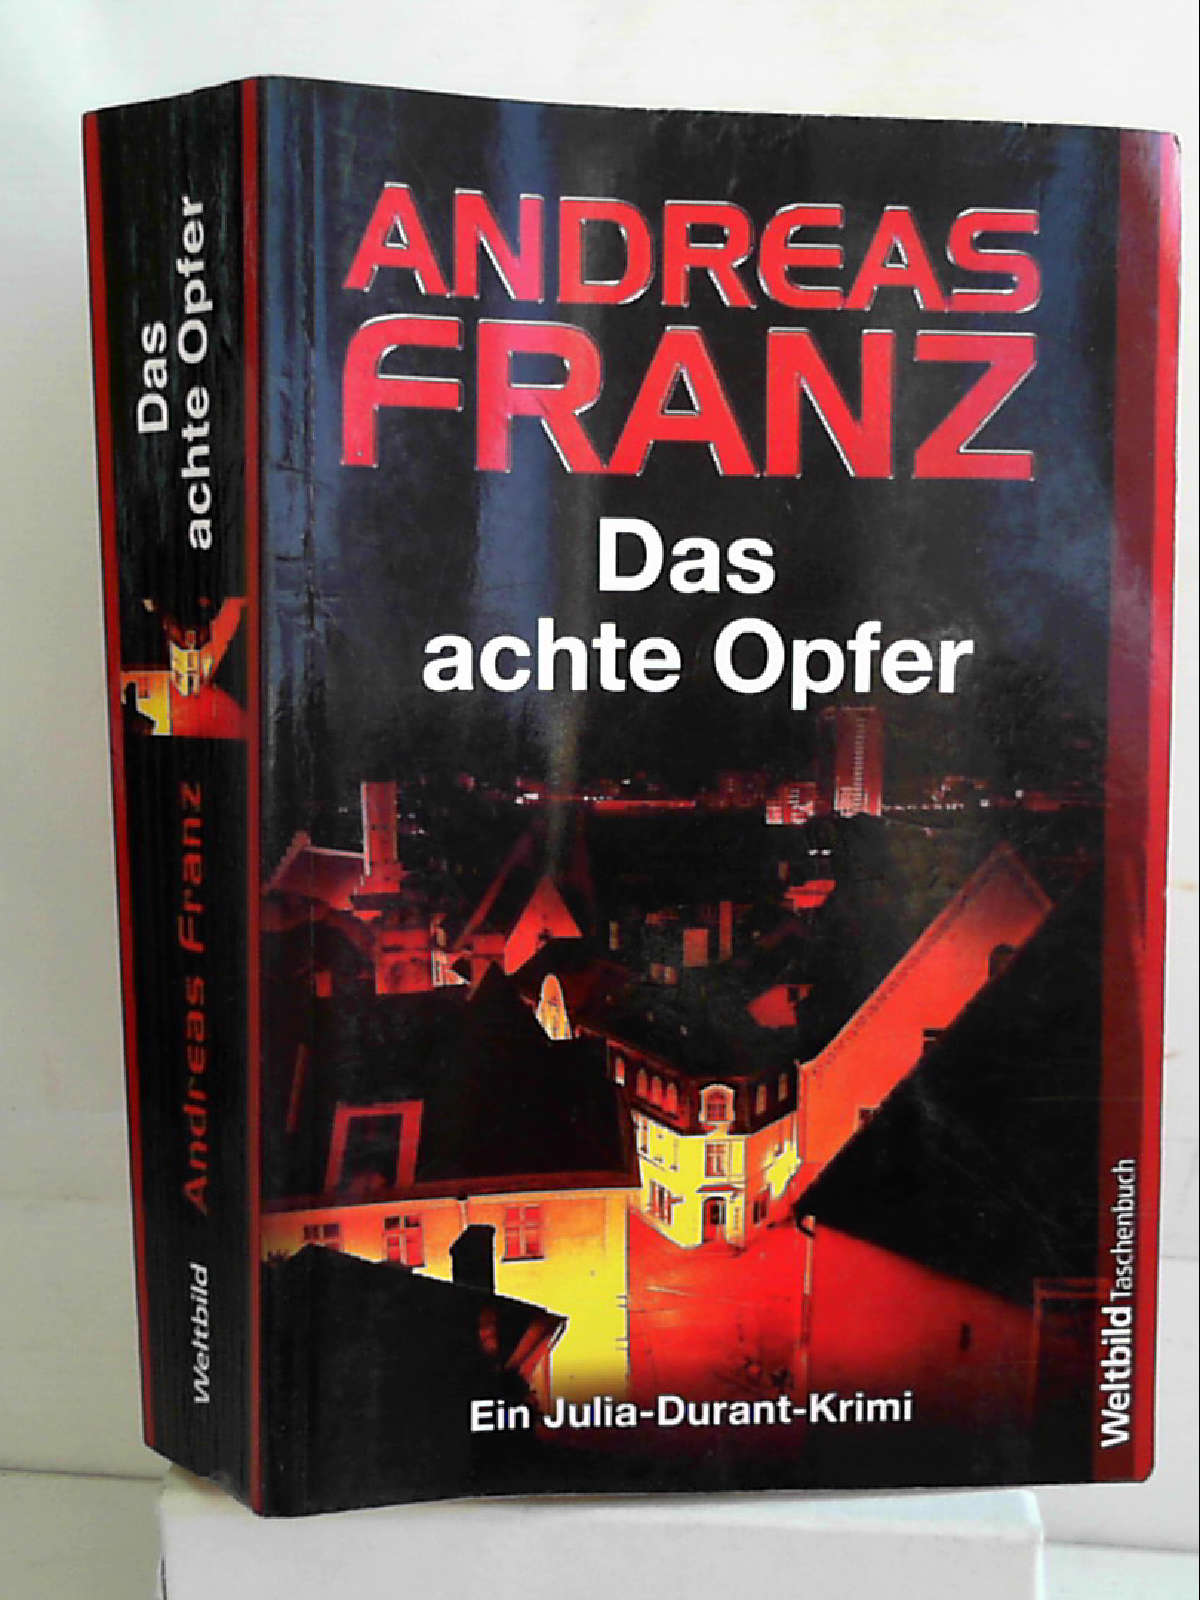 Das
achte Opfer
Andreas Franz
Weltbild
ANDREAS
FRANZ
Das
achte Opfer
Ein Julia-Durant-Krimi
Weltbild Taschenbuch